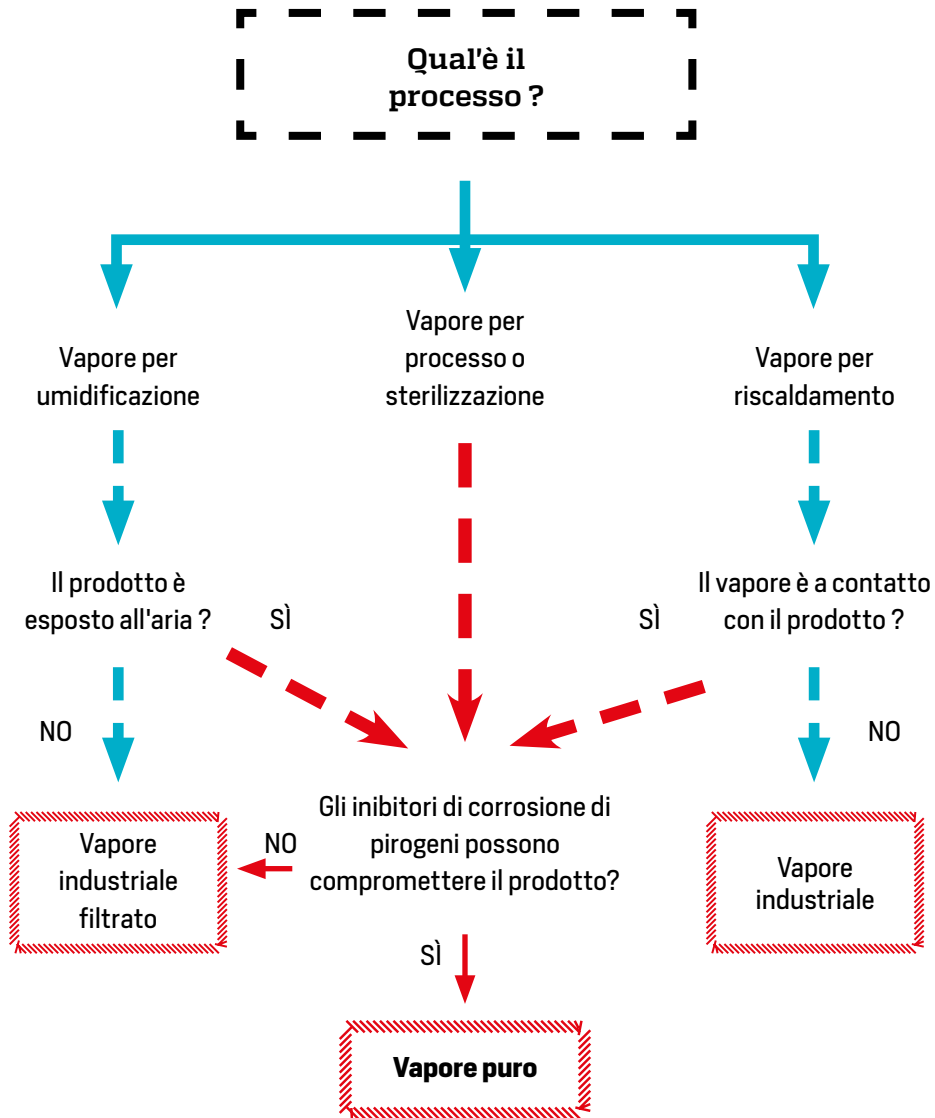 Qual'è il
processo ?
Vapore per
umidificazione
Vapore per
processo o
sterilizzazione
Vapore per
riscaldamento
Il prodotto è
esposto all'aria ?
SÌ
SÌ
Il vapore è a contatto
con il prodotto ?
NO
NO
Gli inibitori di corrosione di
pirogeni possono
compromettere il prodotto?
NO
Vapore
industriale
filtrato
Vapore
industriale
SÌ
Vapore puro